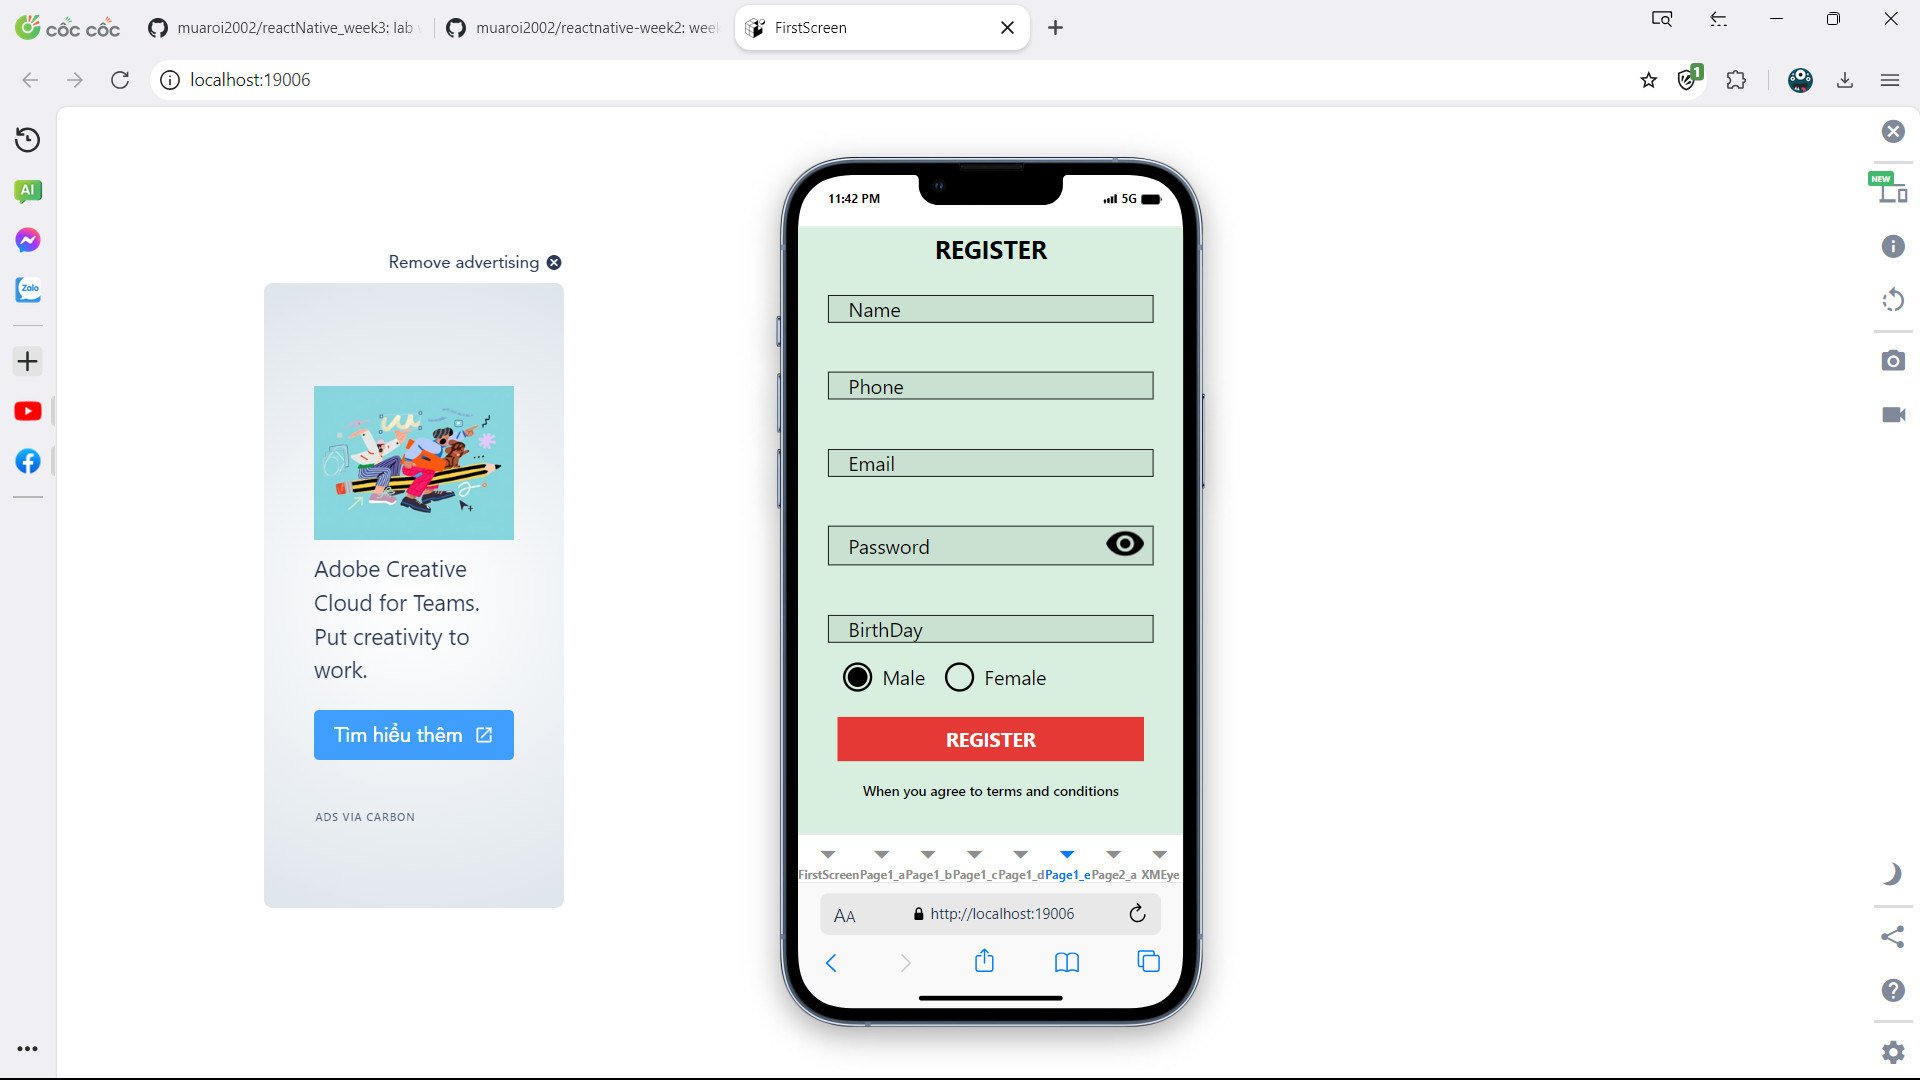 cốc cốc
muaroi2002/reactNative_week3: lab
muaroi2002/reactnative-week2: week
FirstScreen
localhost:19006
1
AI
Zalo
NEW
Remove advertising
Adobe Creative
Cloud for Teams.
Put creativity to
work.
Tìm hiểu thêm
ADS VIA CARBON
11:42 PM
5G
REGISTER
Name
Phone
Email
Password
BirthDay
Male
Female
REGISTER
When you agree to terms and conditions
FirstScreen Page1_a Page1_b Page1_c Page1_d Page1_e Page2_a XMEye
AA
http://localhost:19006